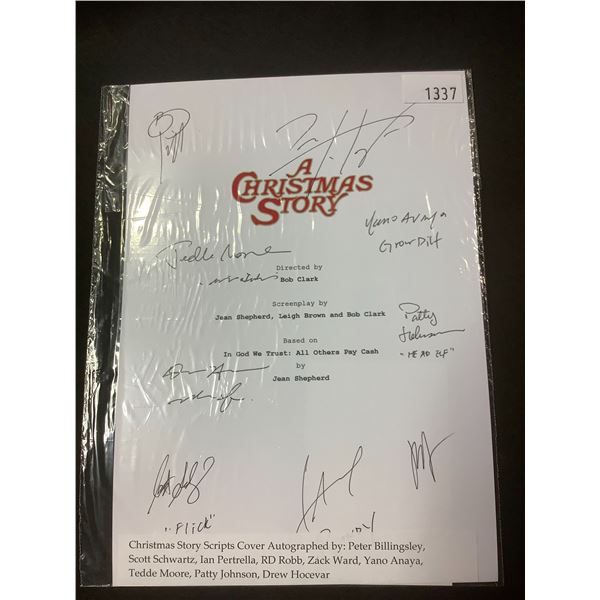 1337
A
CHRISTMAS
STORY
Yano Anaya
Grover Dill
Tedde Moore
Directed by
Bob Clark
Screenplay by
Jean Shepherd, Leigh Brown and Bob Clark
Patty
Johnson
"HEAD ELF"
Based on
In God We Trust: All Others Pay Cash
by
Jean Shepherd
"Flick"
Christmas Story Scripts Cover Autographed by: Peter Billingsley,
Scott Schwartz, Ian Pertrella, RD Robb, Zack Ward, Yano Anaya,
Tedde Moore, Patty Johnson, Drew Hocevar